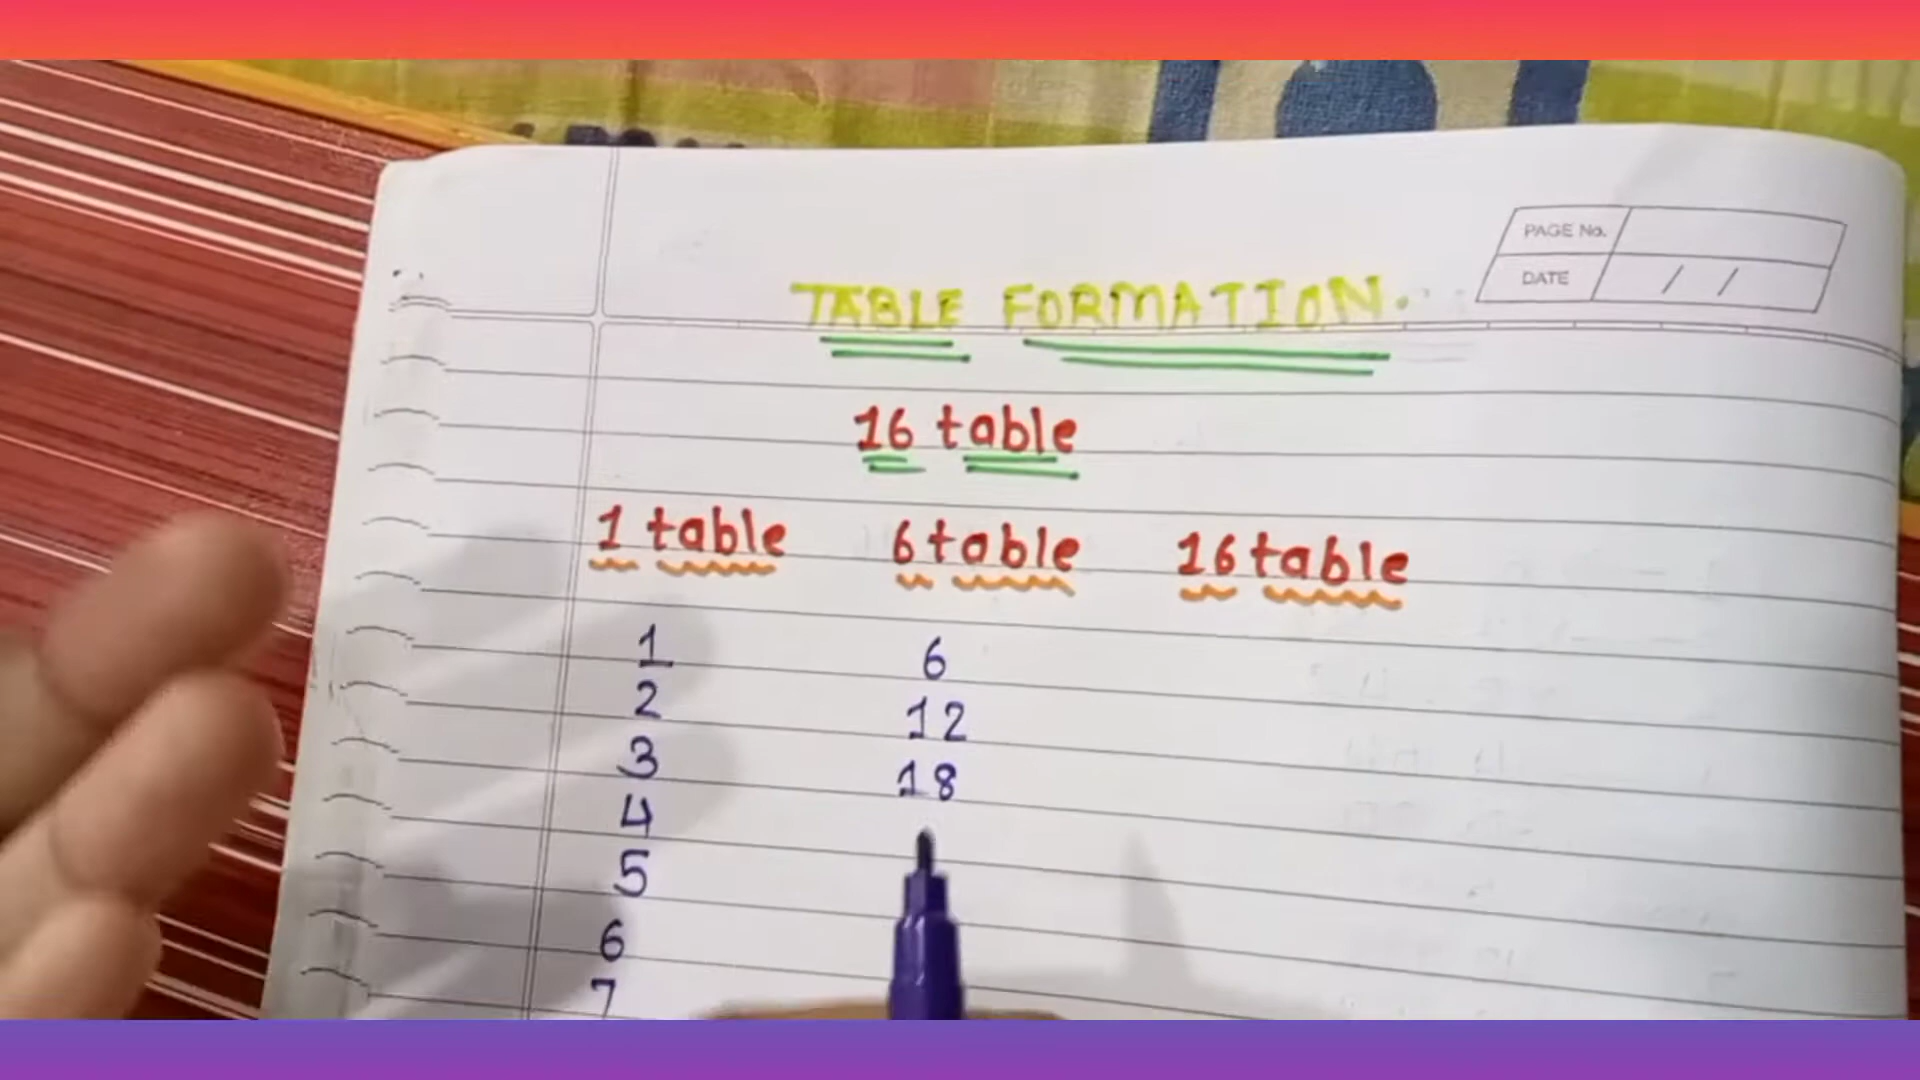 PAGE No.
DATE / /
TABLE FORMATION.
16 table
1 table 6 table 16 table
1 6
2 12
3 18
4
5
6
7